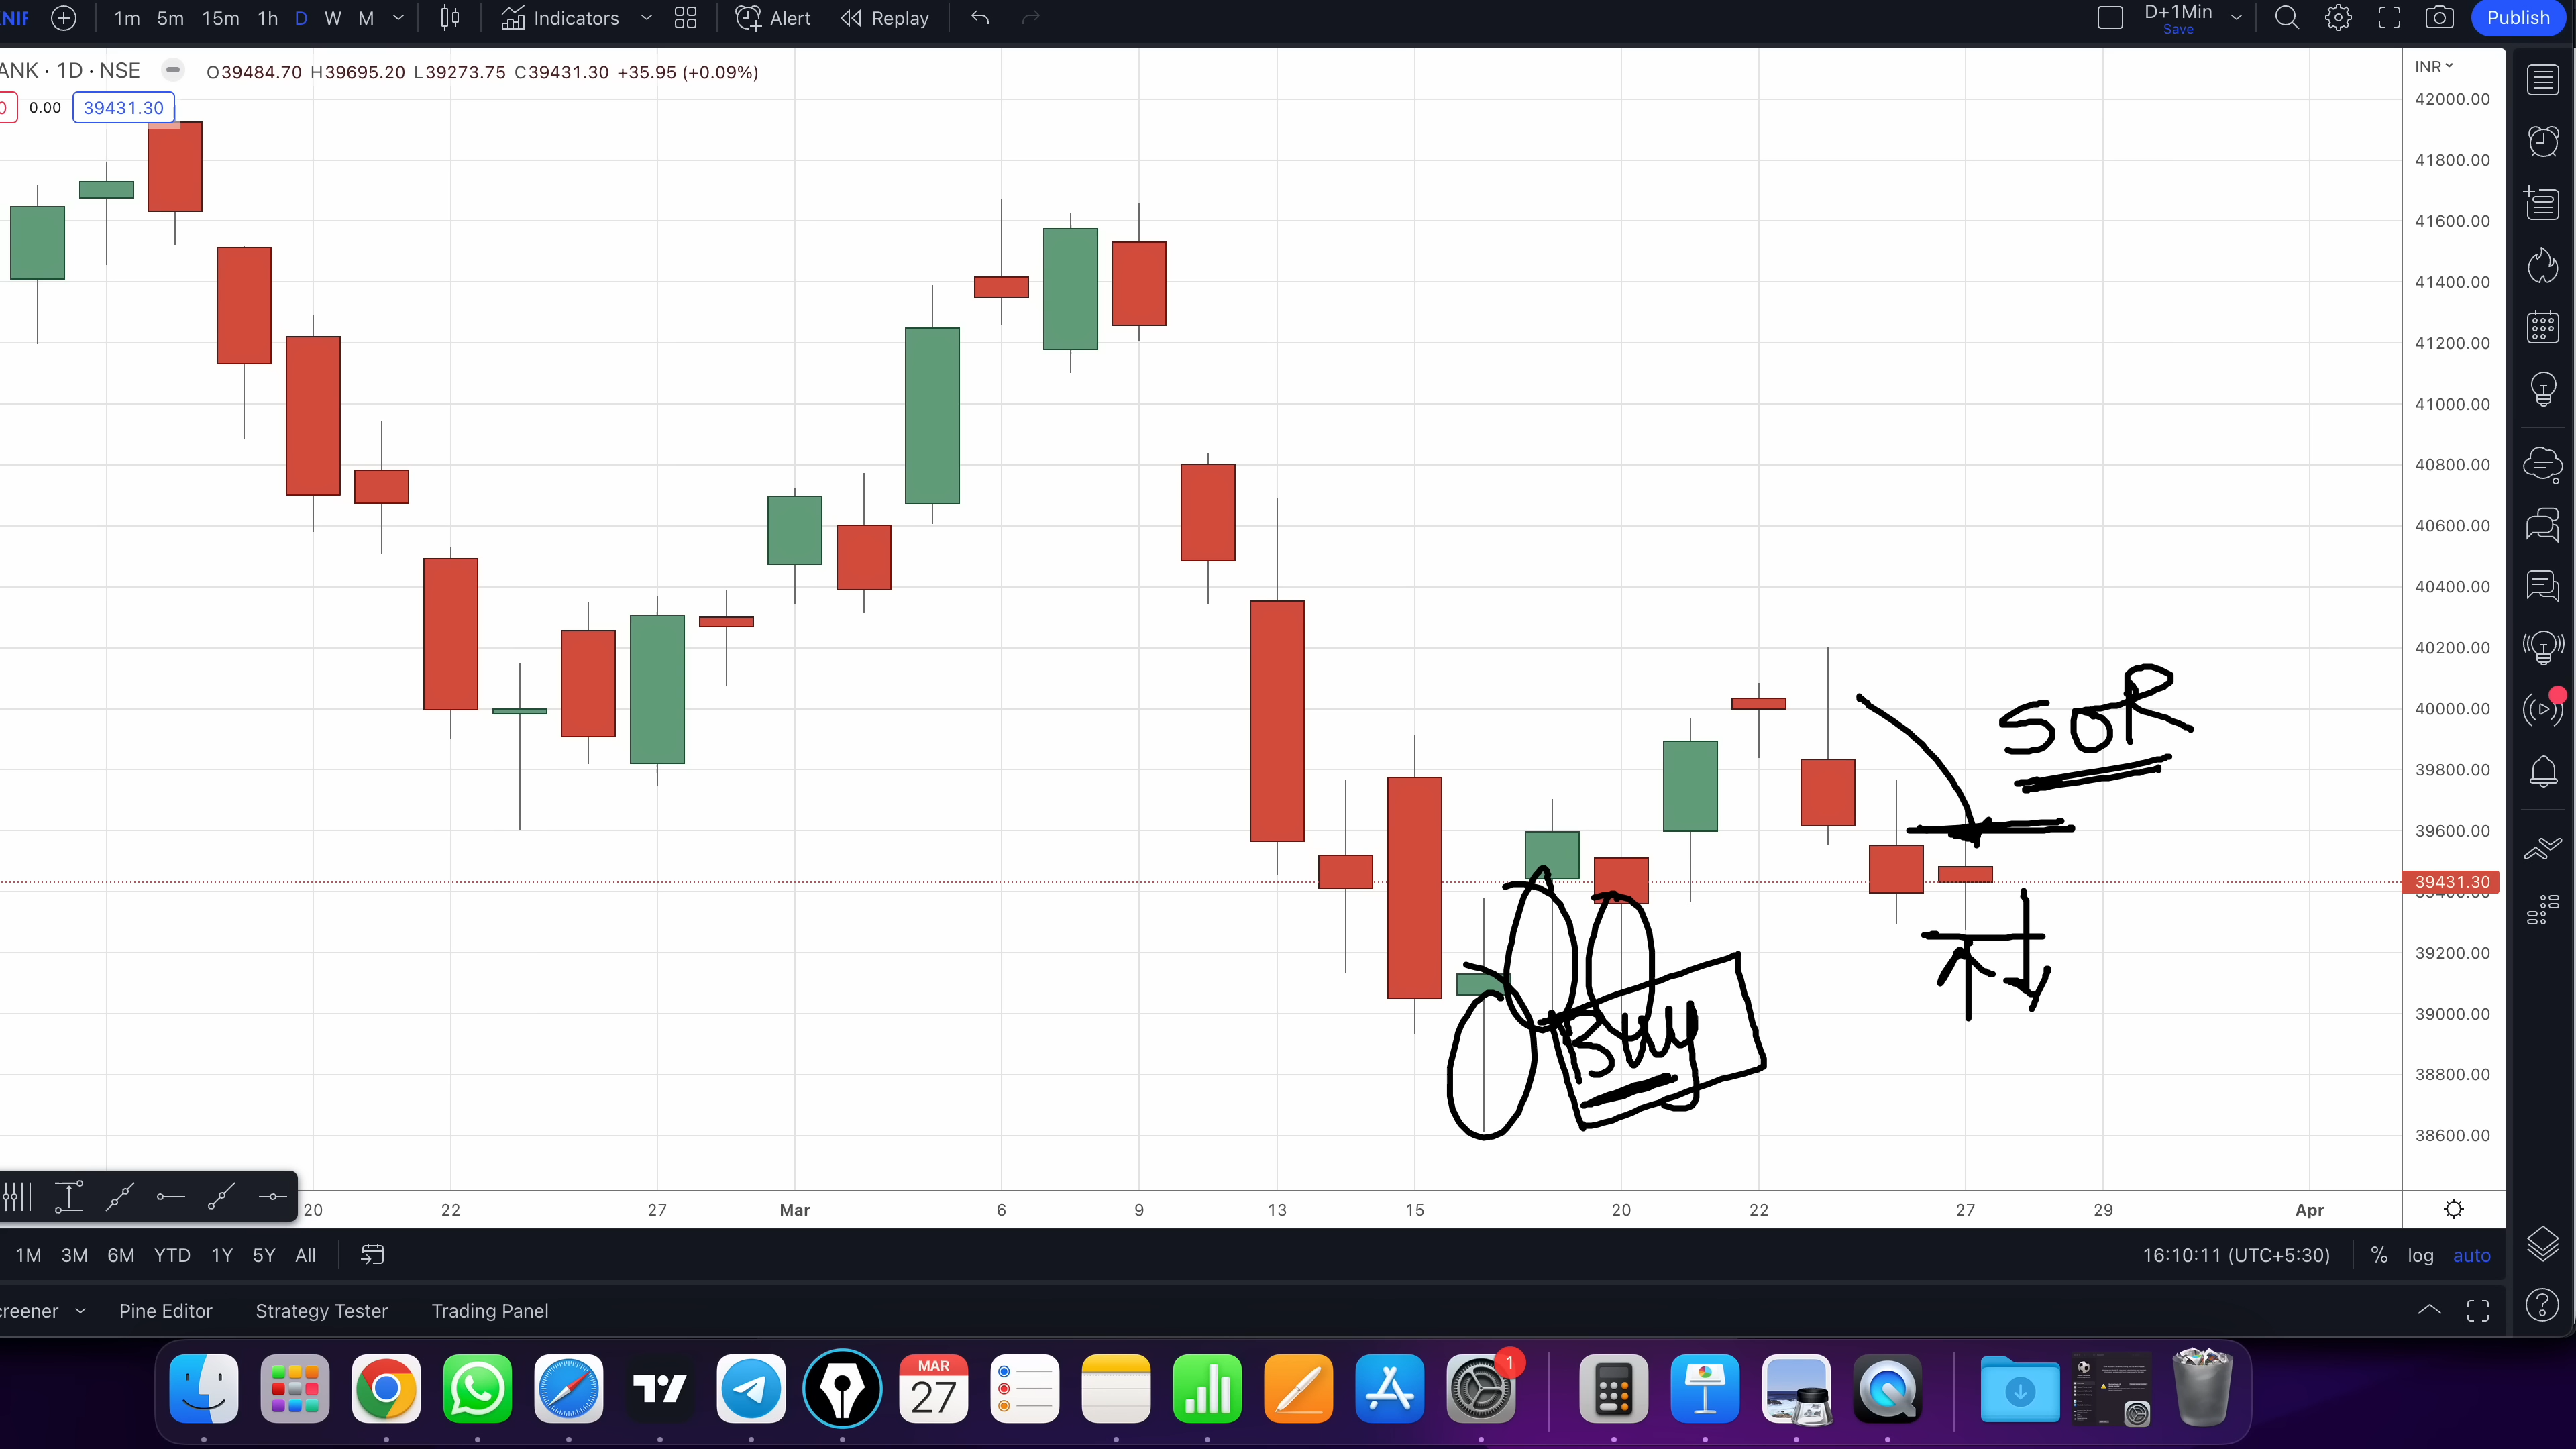 1m 5m 15m 1h D W M Indicators Alert Replay D+1Min Save Publish
ANK · 1D · NSE O39484.70 H39695.20 L39273.75 C39431.30 +35.95 (+0.09%)
0.00 39431.30
INR
42000.00
41800.00
41600.00
41400.00
41200.00
41000.00
40800.00
40600.00
40400.00
40200.00
40000.00
39800.00
39600.00
39431.30
39200.00
39000.00
38800.00
38600.00
SOR
Buy
20 22 27 Mar 6 9 13 15 20 22 27 29 Apr
1M 3M 6M YTD 1Y 5Y All 16:10:11 (UTC+5:30) % log auto
creener Pine Editor Strategy Tester Trading Panel
MAR
27
1